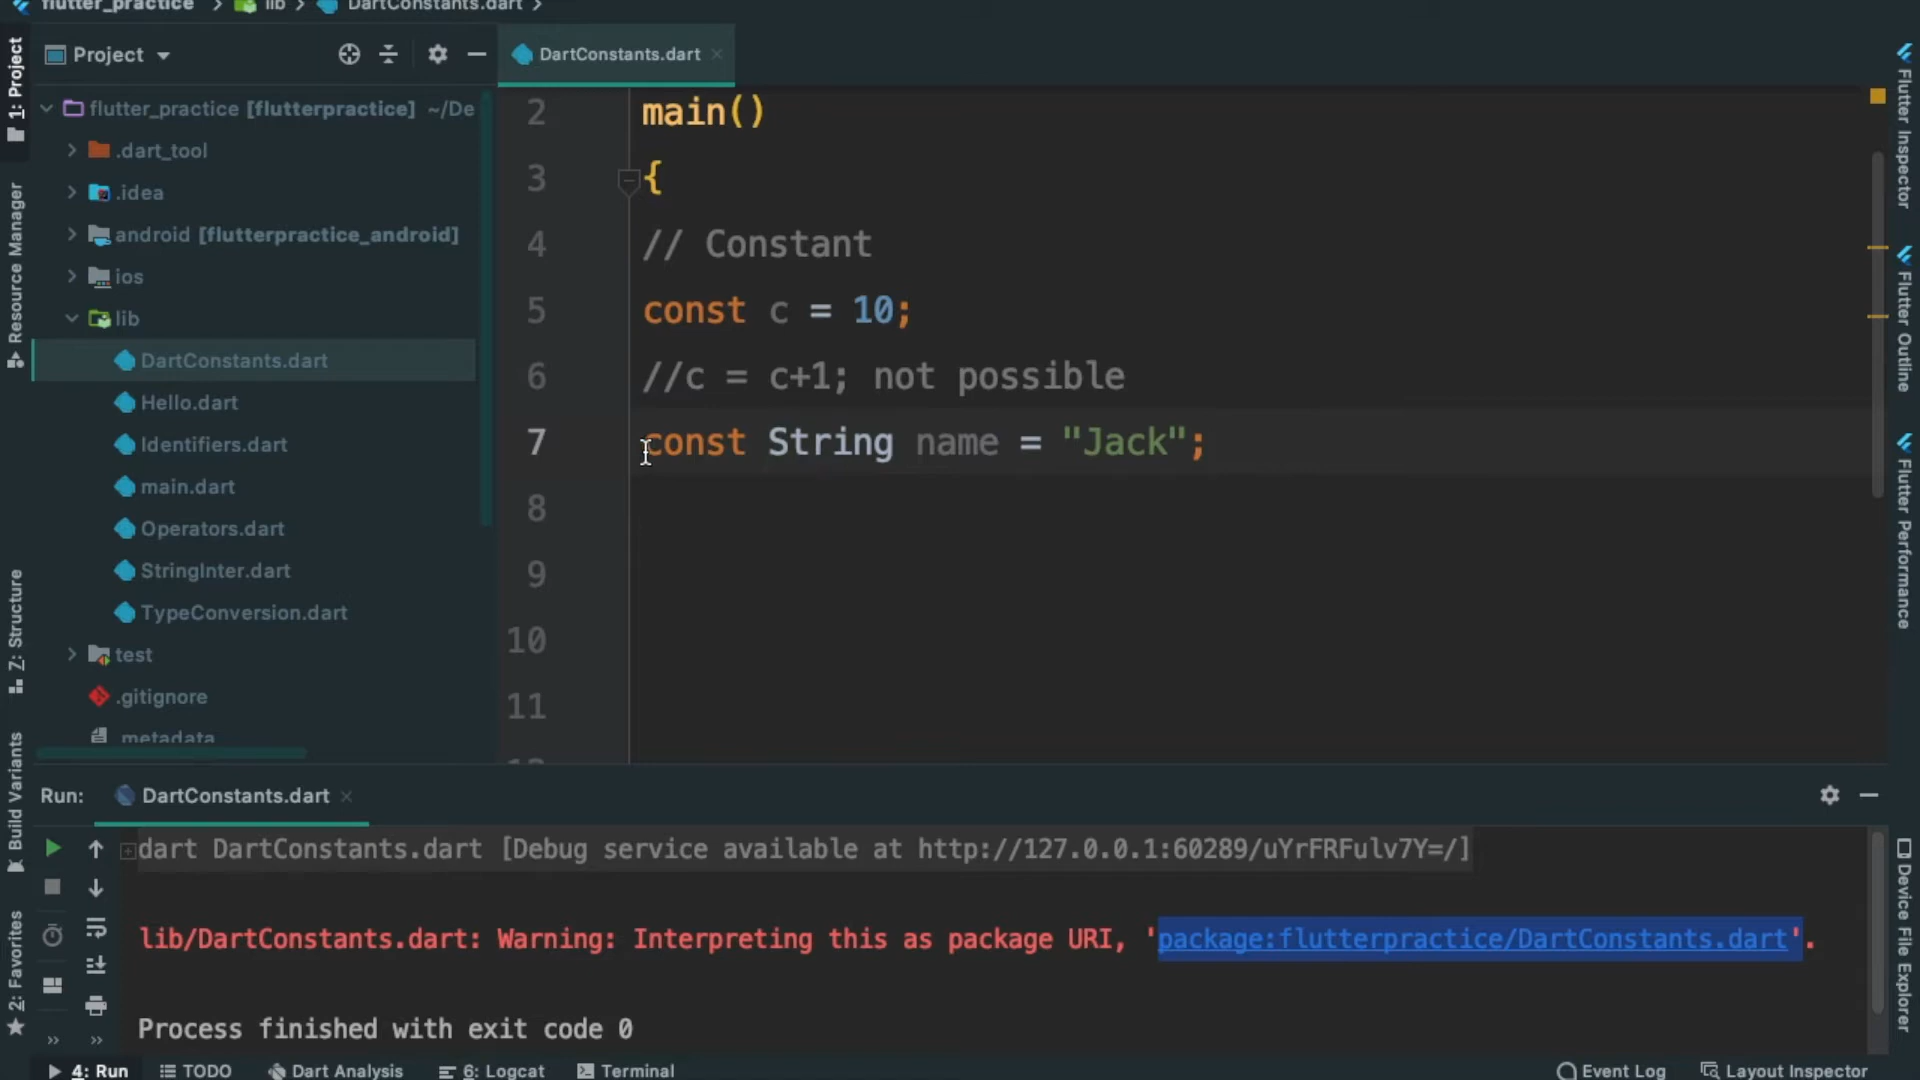 flutter_practice lib DartConstants.dart
1: Project
Resource Manager
Z: Structure
Build Variants
2: Favorites
Project
flutter_practice [flutterpractice] ~/De
.dart_tool
.idea
android [flutterpractice_android]
ios
lib
DartConstants.dart
Hello.dart
Identifiers.dart
main.dart
Operators.dart
StringInter.dart
TypeConversion.dart
test
.gitignore
.metadata
DartConstants.dart
2 main()
3 {
4 // Constant
5 const c = 10;
6 //c = c+1; not possible
7 const String name = "Jack";
8
9
10
11
12
Flutter Inspector
Flutter Outline
Flutter Performance
Device File Explorer
Run: DartConstants.dart
dart DartConstants.dart [Debug service available at http://127.0.0.1:60289/uYrFRFulv7Y=/]
lib/DartConstants.dart: Warning: Interpreting this as package URI, 'package:flutterpractice/DartConstants.dart'.
Process finished with exit code 0
4: Run TODO Dart Analysis 6: Logcat Terminal Event Log Layout Inspector